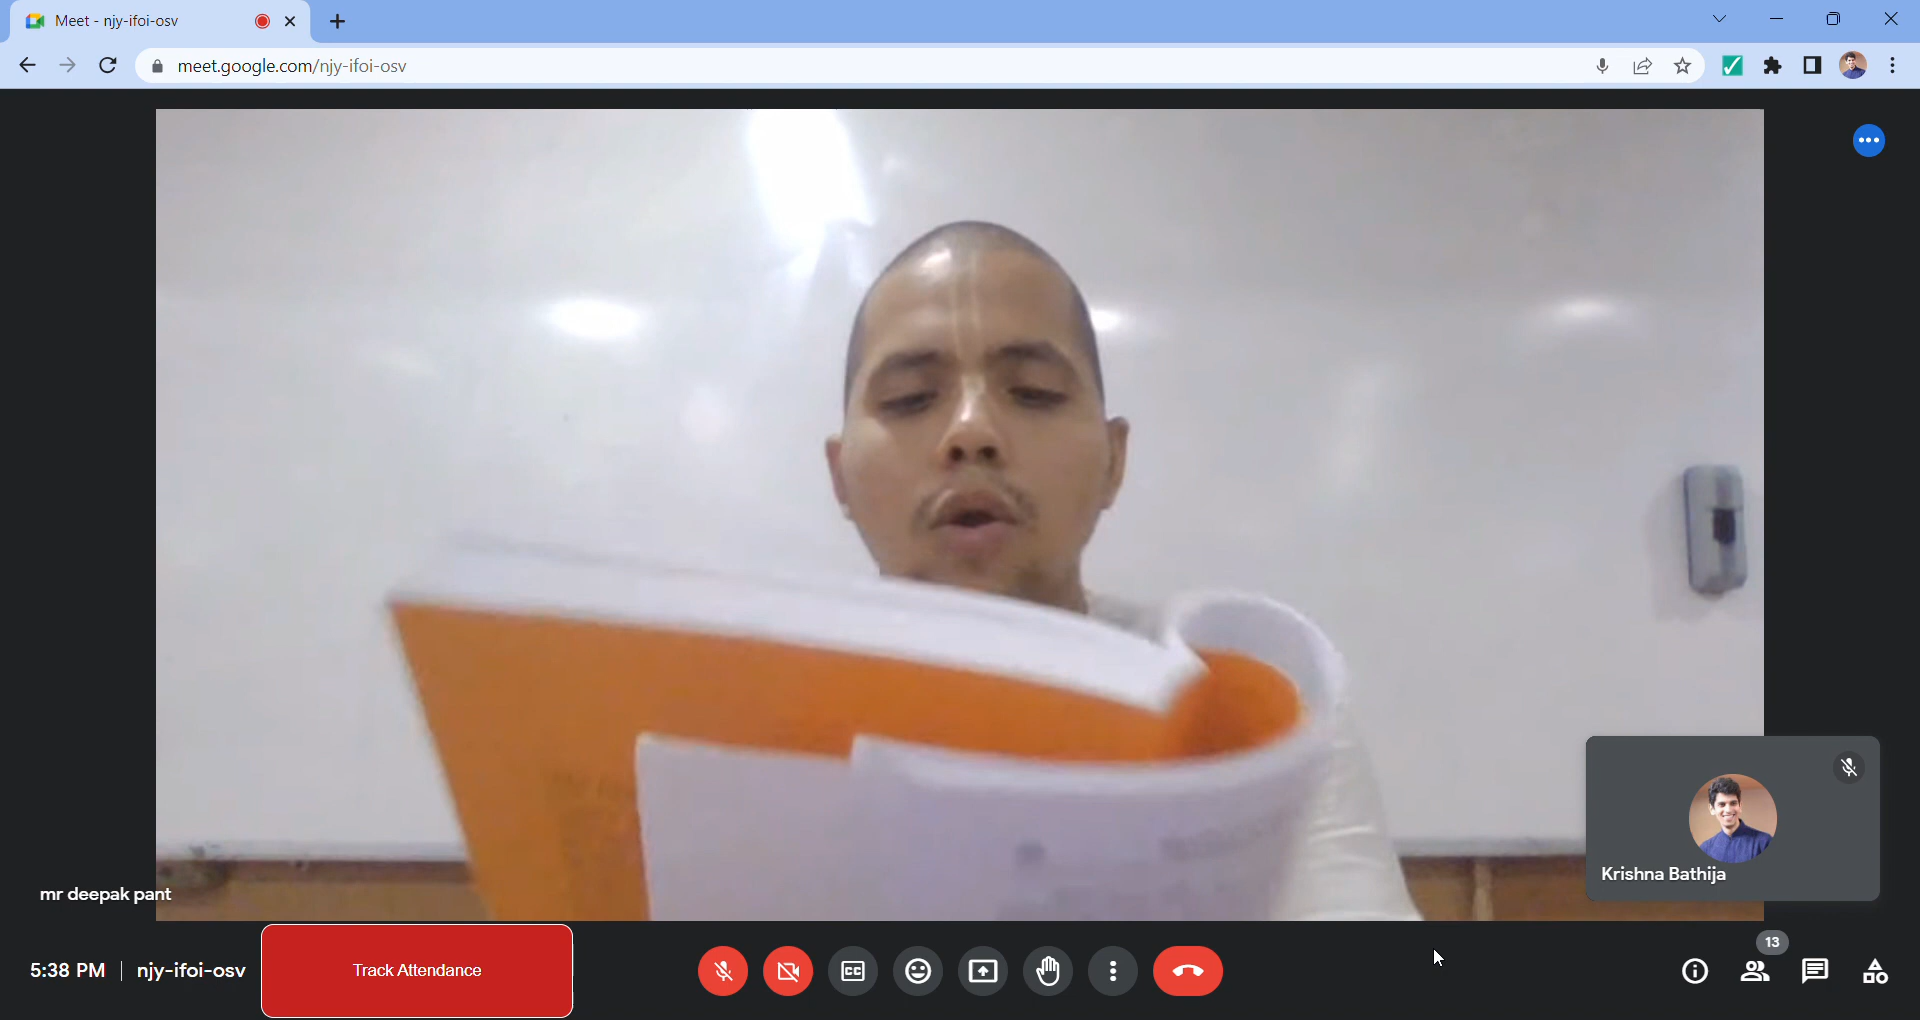 Meet - njy-ifoi-osv
meet.google.com/njy-ifoi-osv
Krishna Bathija
mr deepak pant
5:38 PM | njy-ifoi-osv
Track Attendance
CC
13